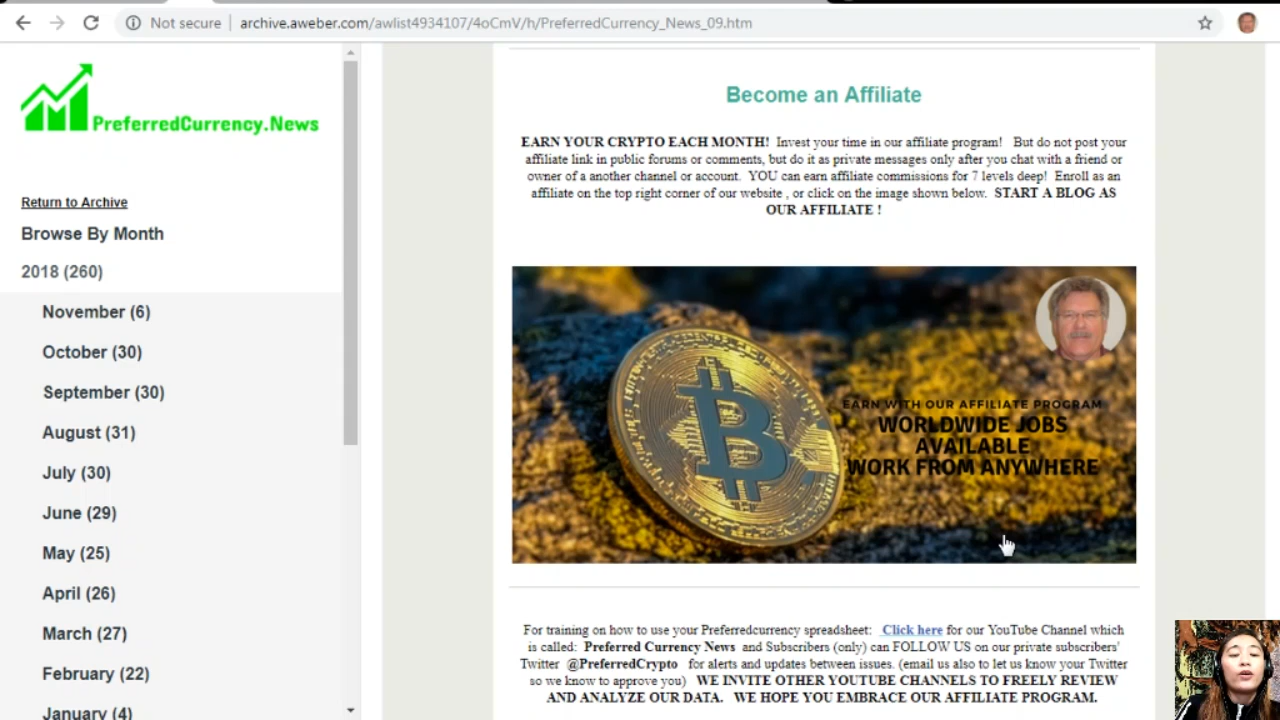 Not secure | archive.aweber.com/awlist4934107/4oCmV/h/PreferredCurrency_News_09.htm
PreferredCurrency.News
Return to Archive
Browse By Month
2018 (260)
November (6)
October (30)
September (30)
August (31)
July (30)
June (29)
May (25)
April (26)
March (27)
February (22)
January (4)
Become an Affiliate
EARN YOUR CRYPTO EACH MONTH! Invest your time in our affiliate program! But do not post your
affiliate link in public forums or comments, but do it as private messages only after you chat with a friend or
owner of a another channel or account. YOU can earn affiliate commissions for 7 levels deep! Enroll as an
affiliate on the top right corner of our website , or click on the image shown below. START A BLOG AS
OUR AFFILIATE !
EARN WITH OUR AFFILIATE PROGRAM
WORLDWIDE JOBS
AVAILABLE
WORK FROM ANYWHERE
For training on how to use your Preferredcurrency spreadsheet: Click here for our YouTube Channel which
is called: Preferred Currency News and Subscribers (only) can FOLLOW US on our private subscribers'
Twitter @PreferredCrypto for alerts and updates between issues. (email us also to let us know your Twitter
so we know to approve you) WE INVITE OTHER YOUTUBE CHANNELS TO FREELY REVIEW
AND ANALYZE OUR DATA. WE HOPE YOU EMBRACE OUR AFFILIATE PROGRAM.